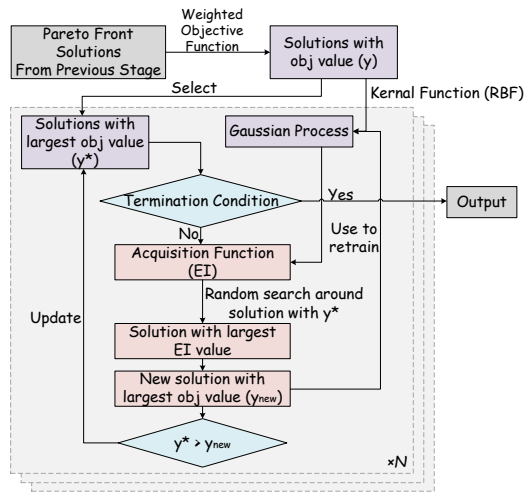 Pareto Front
Solutions
From Previous Stage
Weighted
Objective
Function
Solutions with
obj value (y)
Select
Kernal Function (RBF)
Solutions with
largest obj value
(y*)
Gaussian Process
Termination Condition
Yes
Output
No
Use to
retrain
Acquisition Function
(EI)
Random search around
solution with y*
Update
Solution with largest
EI value
New solution with
largest obj value (ynew)
y* > ynew
×N